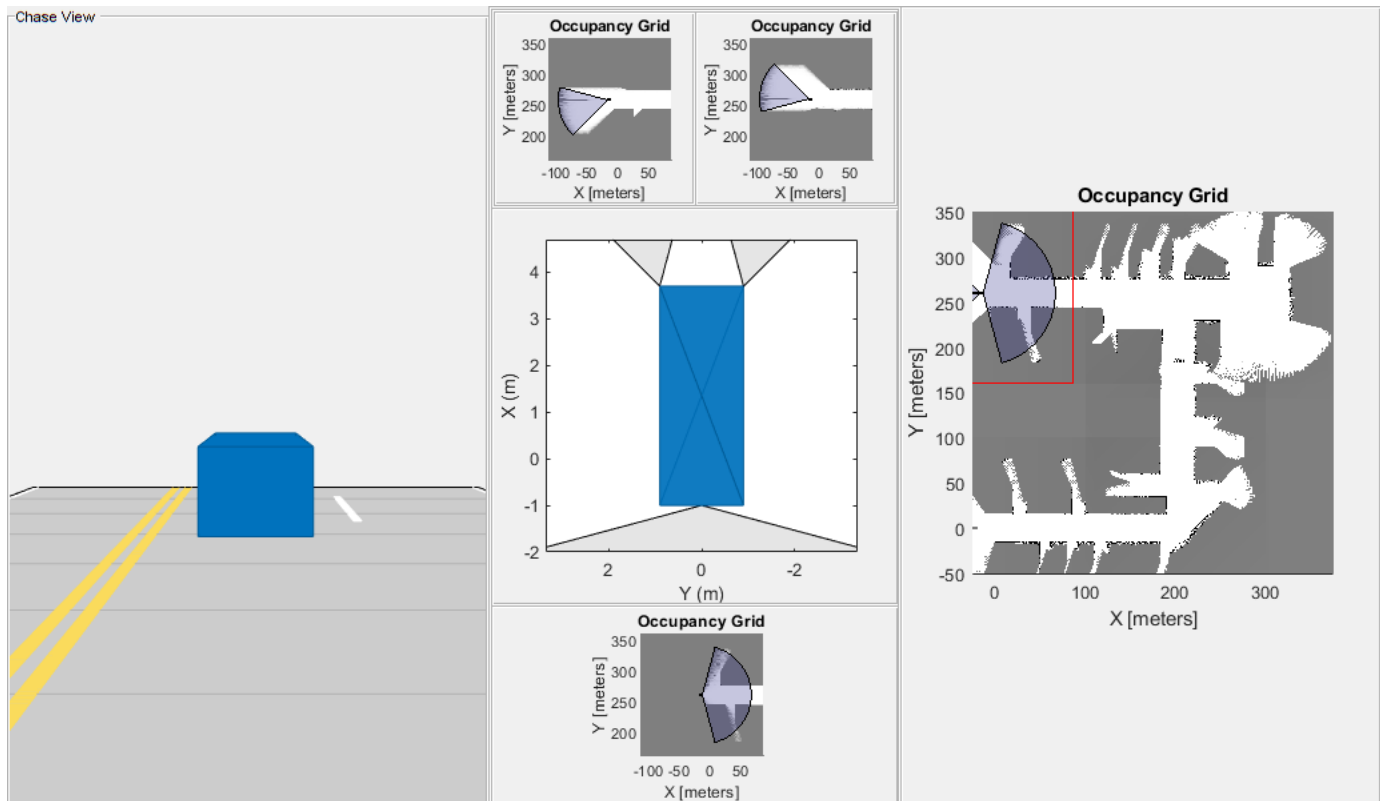 Chase View
Occupancy Grid
350
300
250
200
Y [meters]
-100 -50 0 50
X [meters]
Occupancy Grid
350
300
250
200
Y [meters]
-100 -50 0 50
X [meters]
4
3
2
1
0
-1
-2
X (m)
2 0 -2
Y (m)
Occupancy Grid
350
300
250
200
Y [meters]
-100 -50 0 50
X [meters]
Occupancy Grid
350
300
250
200
150
100
50
0
-50
Y [meters]
0 100 200 300
X [meters]